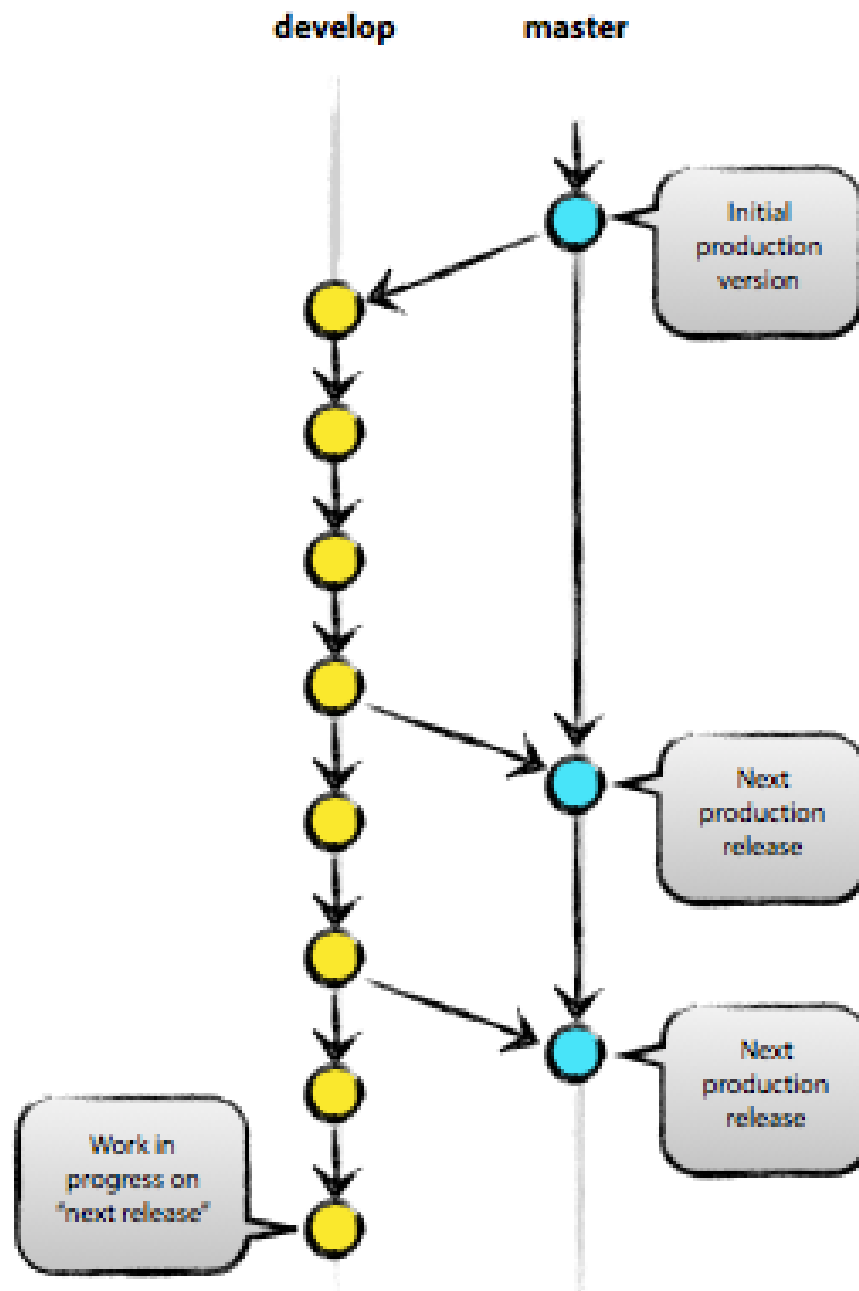 develop
master
Initial
production
version
Next
production
release
Next
production
release
Work in
progress on
"next release"